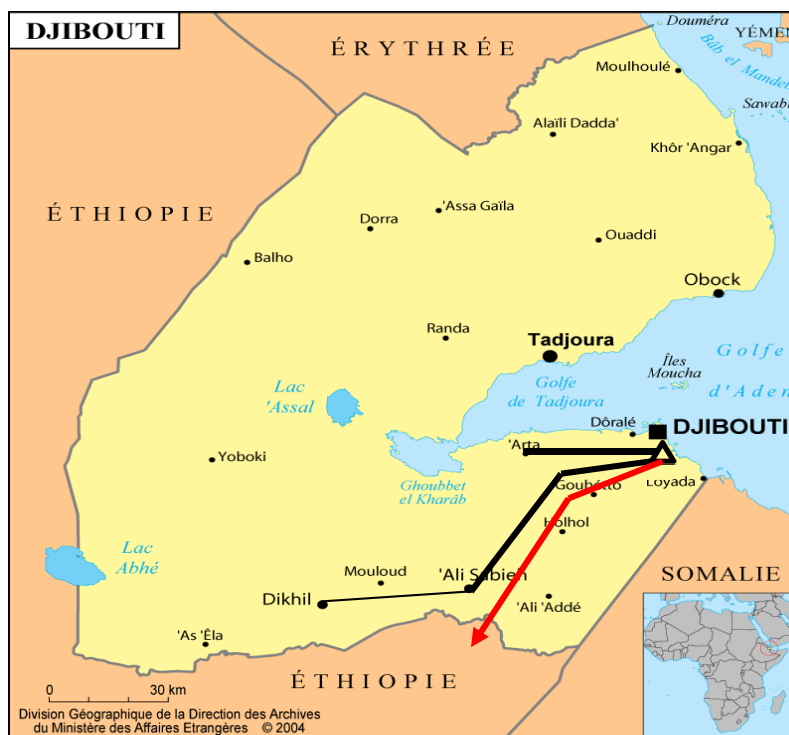 DJIBOUTI
ÉRYTHRÉE
Douméra
YÉMEN
Bâb el Mandeb
Moulhoulé
Sawabi
Alaïli Dadda'
Khôr 'Angar
ÉTHIOPIE
'Assa Gaïla
Dorra
Ouaddi
Balho
Obock
Randa
Tadjoura
Îles
Moucha
Golfe
d'Aden
Golfe
de Tadjoura
Lac
'Assal
Dôralé
DJIBOUTI
'Arta
Yoboki
Ghoubbet
el Kharâb
Goubétto
Loyada
Holhol
Lac
Abhé
Mouloud
'Ali Sabieh
SOMALIE
Dikhil
'Ali 'Addé
'As 'Êla
ÉTHIOPIE
0 30 km
Division Géographique de la Direction des Archives
du Ministère des Affaires Etrangères © 2004